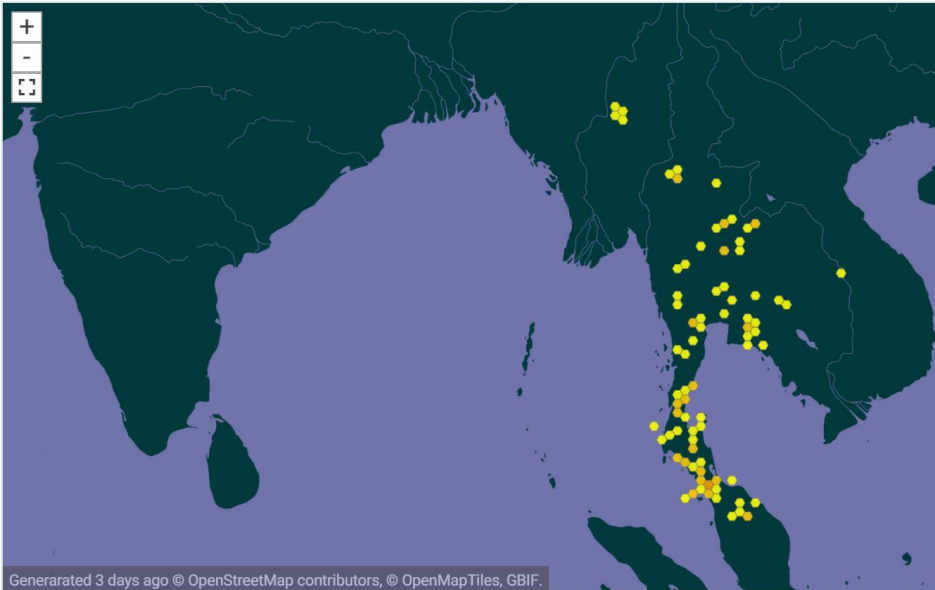 +
-
Generarated 3 days ago © OpenStreetMap contributors, © OpenMapTiles, GBIF.